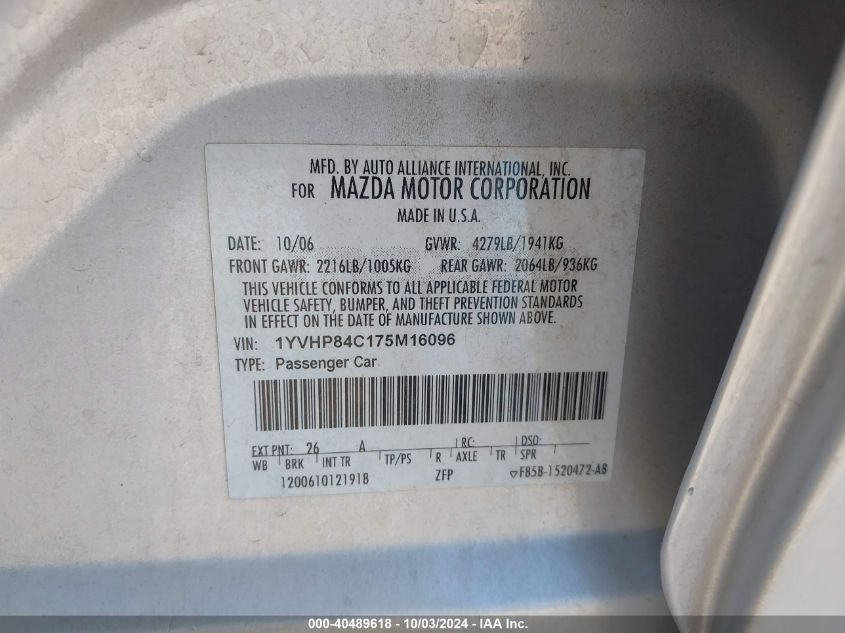 MFD. BY AUTO ALLIANCE INTERNATIONAL, INC.
FOR MAZDA MOTOR CORPORATION
MADE IN U.S.A.
DATE: 10/06 GVWR: 4279LB/1941KG
FRONT GAWR: 2216LB/1005KG REAR GAWR: 2064LB/936KG
THIS VEHICLE CONFORMS TO ALL APPLICABLE FEDERAL MOTOR
VEHICLE SAFETY, BUMPER, AND THEFT PREVENTION STANDARDS
IN EFFECT ON THE DATE OF MANUFACTURE SHOWN ABOVE.
VIN: 1YVHP84C175M16096
TYPE: Passenger Car
EXT PNT: 26 A RC: DSO:
WB BRK INT TR TP/PS R AXLE TR SPR
1200610121918 ZFP F85B-1520472-AB
000-40489618 - 10/03/2024 - IAA Inc.